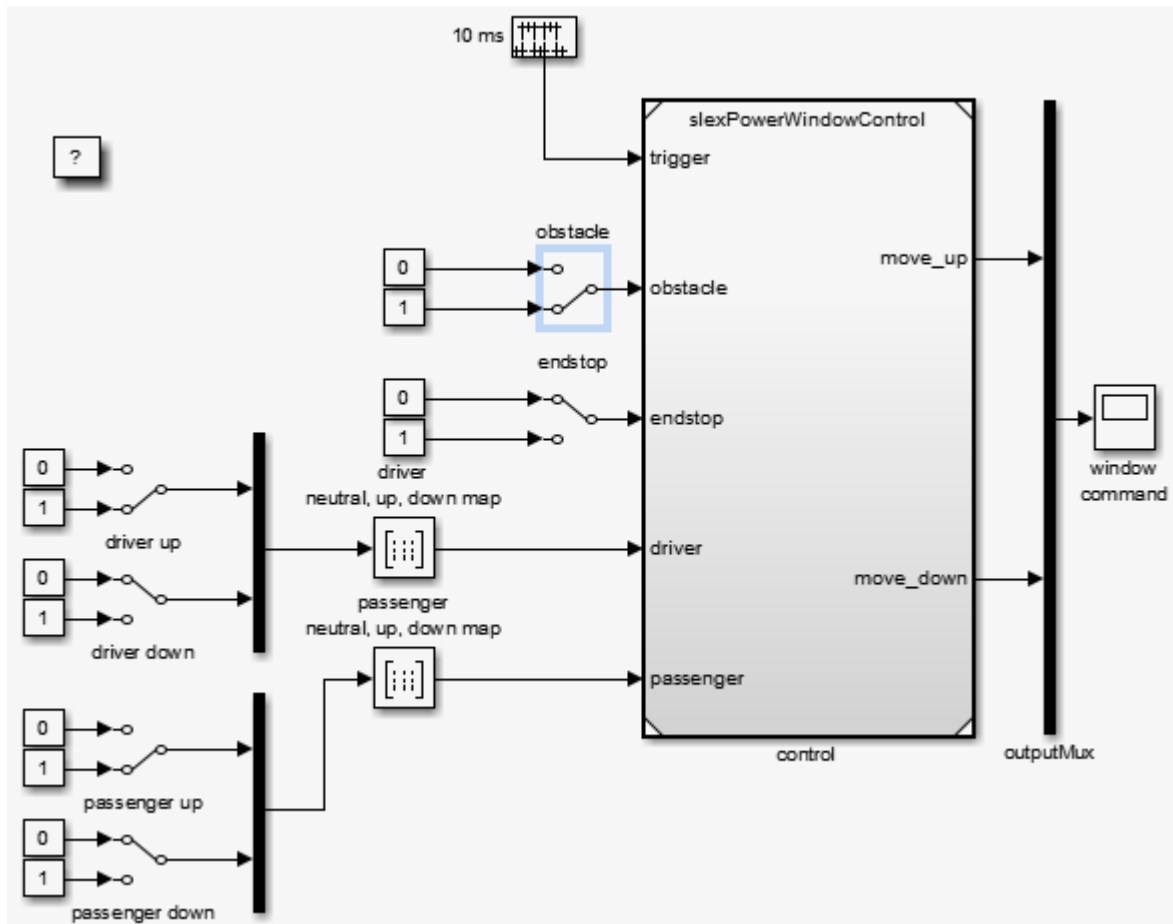 10 ms
slexPowerWindowControl
trigger
?
obstacle
0
move_up
obstacle
1
endstop
0
endstop
1
driver
neutral, up, down map
window
command
0
1
driver up
driver
0
move_down
passenger
neutral, up, down map
1
driver down
passenger
0
1
control
outputMux
passenger up
0
1
passenger down